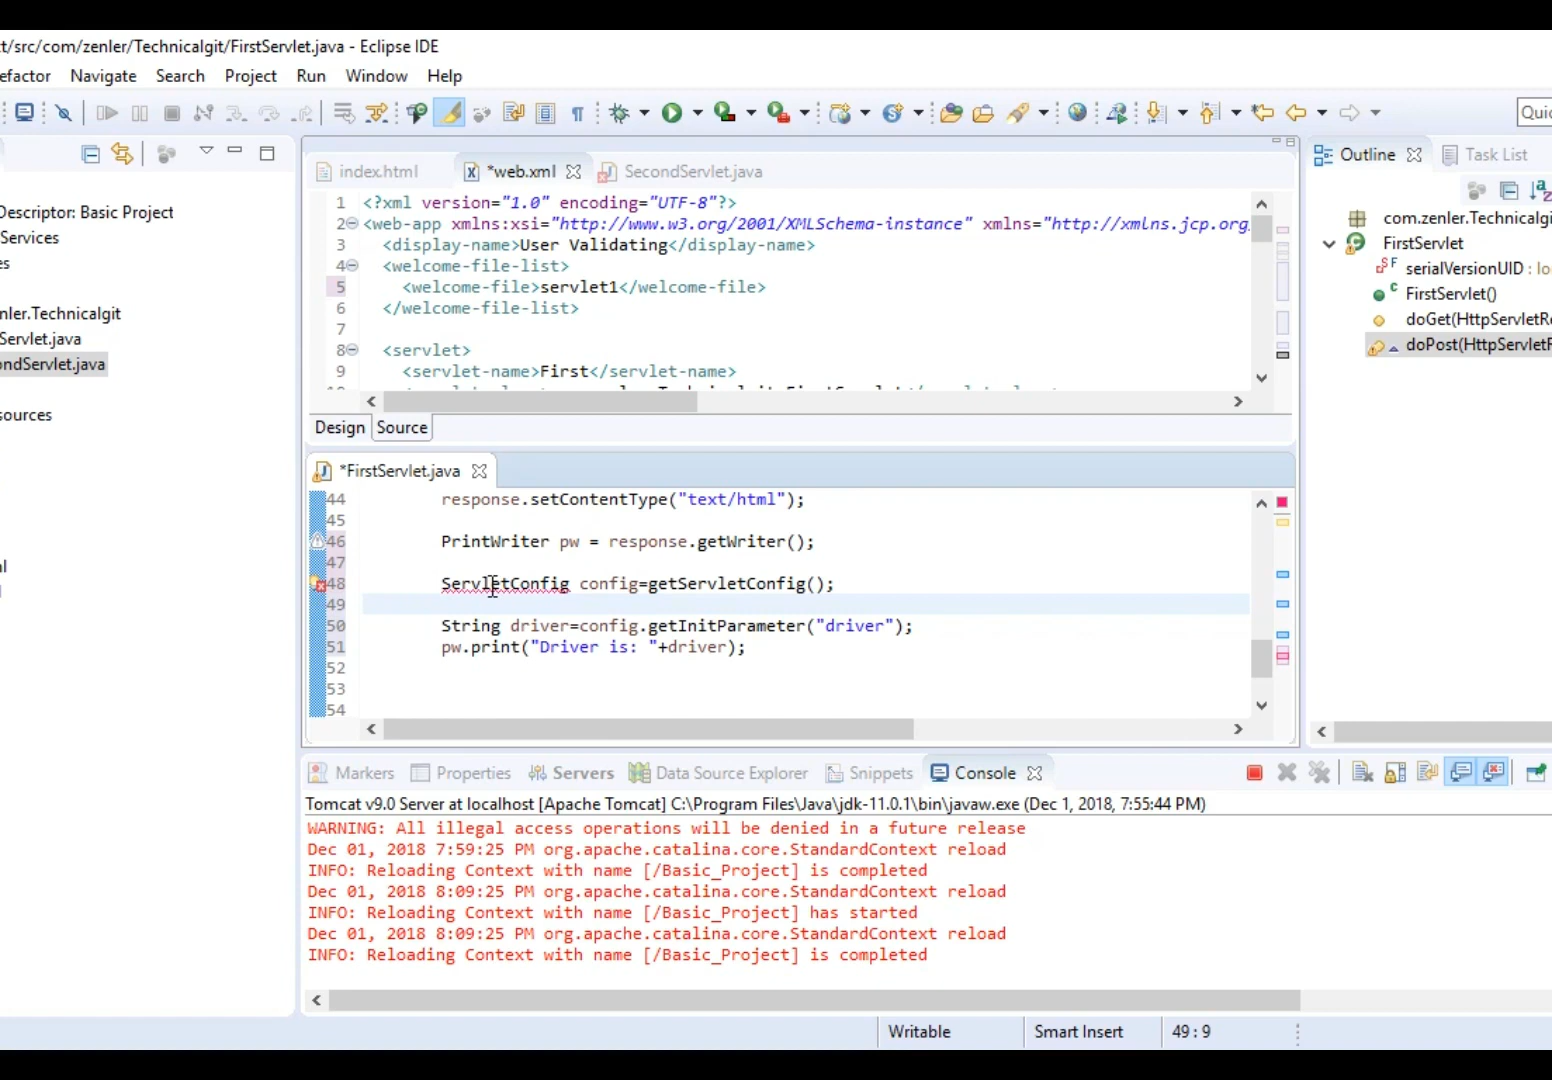 t/src/com/zenler/Technicalgit/FirstServlet.java - Eclipse IDE
efactor Navigate Search Project Run Window Help
Quic
Descriptor: Basic Project
Services
es
nler.Technicalgit
Servlet.java
ondServlet.java
sources
al
index.html *web.xml SecondServlet.java
1 <?xml version="1.0" encoding="UTF-8"?>
2 <web-app xmlns:xsi="http://www.w3.org/2001/XMLSchema-instance" xmlns="http://xmlns.jcp.org
3 <display-name>User Validating</display-name>
4 <welcome-file-list>
5 <welcome-file>servlet1</welcome-file>
6 </welcome-file-list>
7
8 <servlet>
9 <servlet-name>First</servlet-name>
Design Source
*FirstServlet.java
44 response.setContentType("text/html");
45
46 PrintWriter pw = response.getWriter();
47
48 ServletConfig config=getServletConfig();
49
50 String driver=config.getInitParameter("driver");
51 pw.print("Driver is: "+driver);
52
53
54
Outline Task List
com.zenler.Technicalgi
FirstServlet
serialVersionUID : lo
FirstServlet()
doGet(HttpServletRe
doPost(HttpServletR
Markers Properties Servers Data Source Explorer Snippets Console
Tomcat v9.0 Server at localhost [Apache Tomcat] C:\Program Files\Java\jdk-11.0.1\bin\javaw.exe (Dec 1, 2018, 7:55:44 PM)
WARNING: All illegal access operations will be denied in a future release
Dec 01, 2018 7:59:25 PM org.apache.catalina.core.StandardContext reload
INFO: Reloading Context with name [/Basic_Project] is completed
Dec 01, 2018 8:09:25 PM org.apache.catalina.core.StandardContext reload
INFO: Reloading Context with name [/Basic_Project] has started
Dec 01, 2018 8:09:25 PM org.apache.catalina.core.StandardContext reload
INFO: Reloading Context with name [/Basic_Project] is completed
Writable Smart Insert 49 : 9